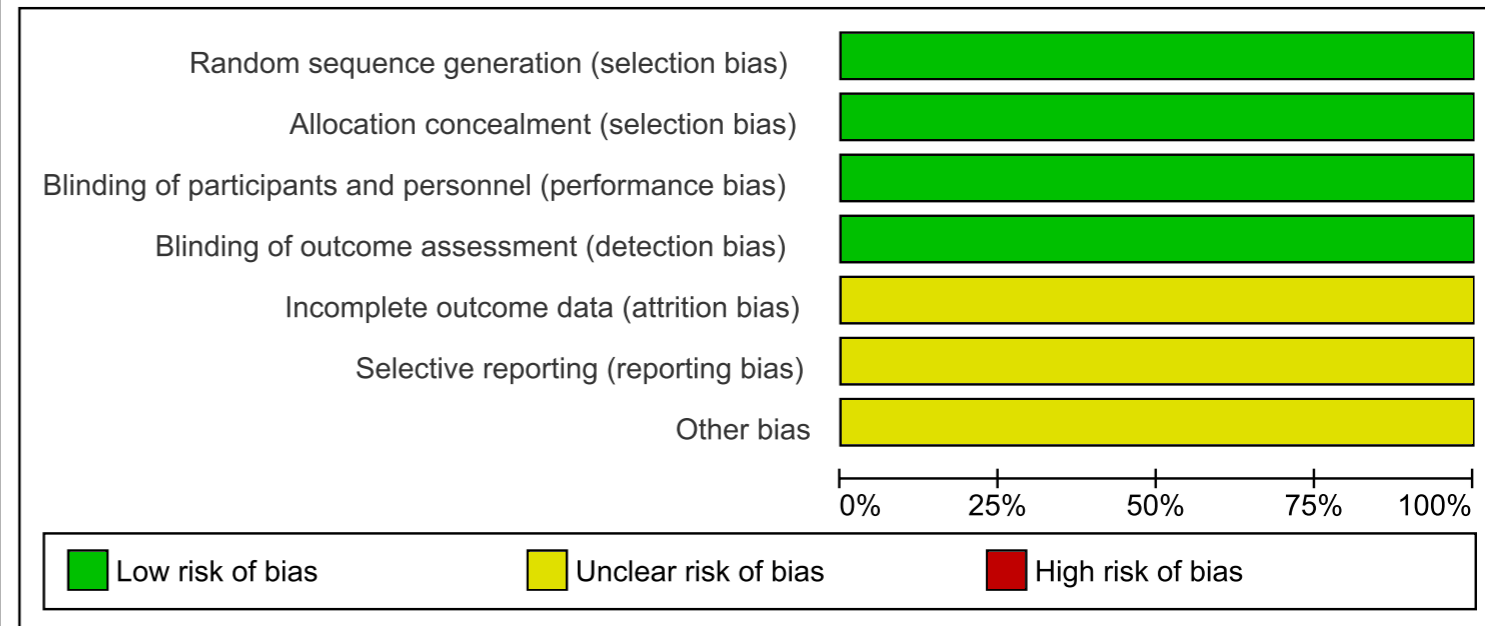 Random sequence generation (selection bias)
Allocation concealment (selection bias)
Blinding of participants and personnel (performance bias)
Blinding of outcome assessment (detection bias)
Incomplete outcome data (attrition bias)
Selective reporting (reporting bias)
Other bias
0% 25% 50% 75% 100%
Low risk of bias Unclear risk of bias High risk of bias